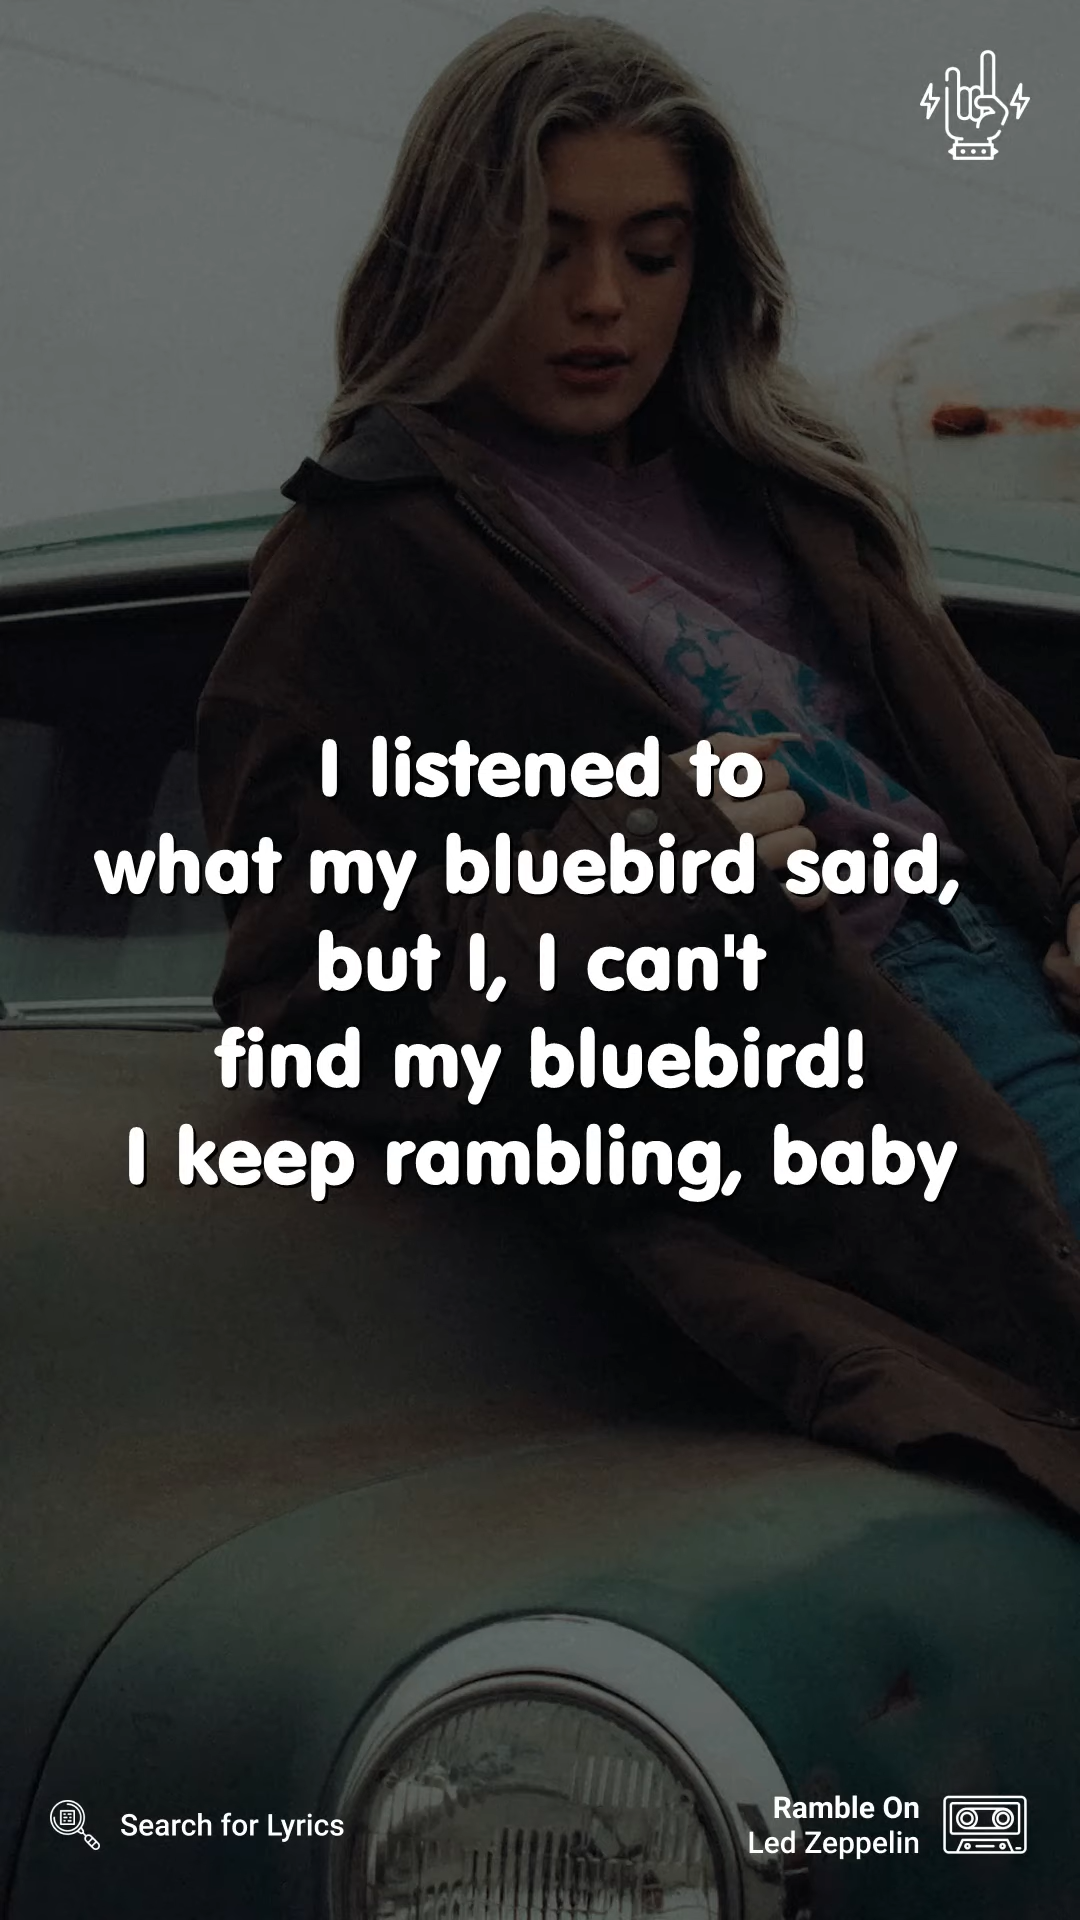 I listened to
what my bluebird said,
but I, I can't
find my bluebird!
I keep rambling, baby
Search for Lyrics
Ramble On
Led Zeppelin